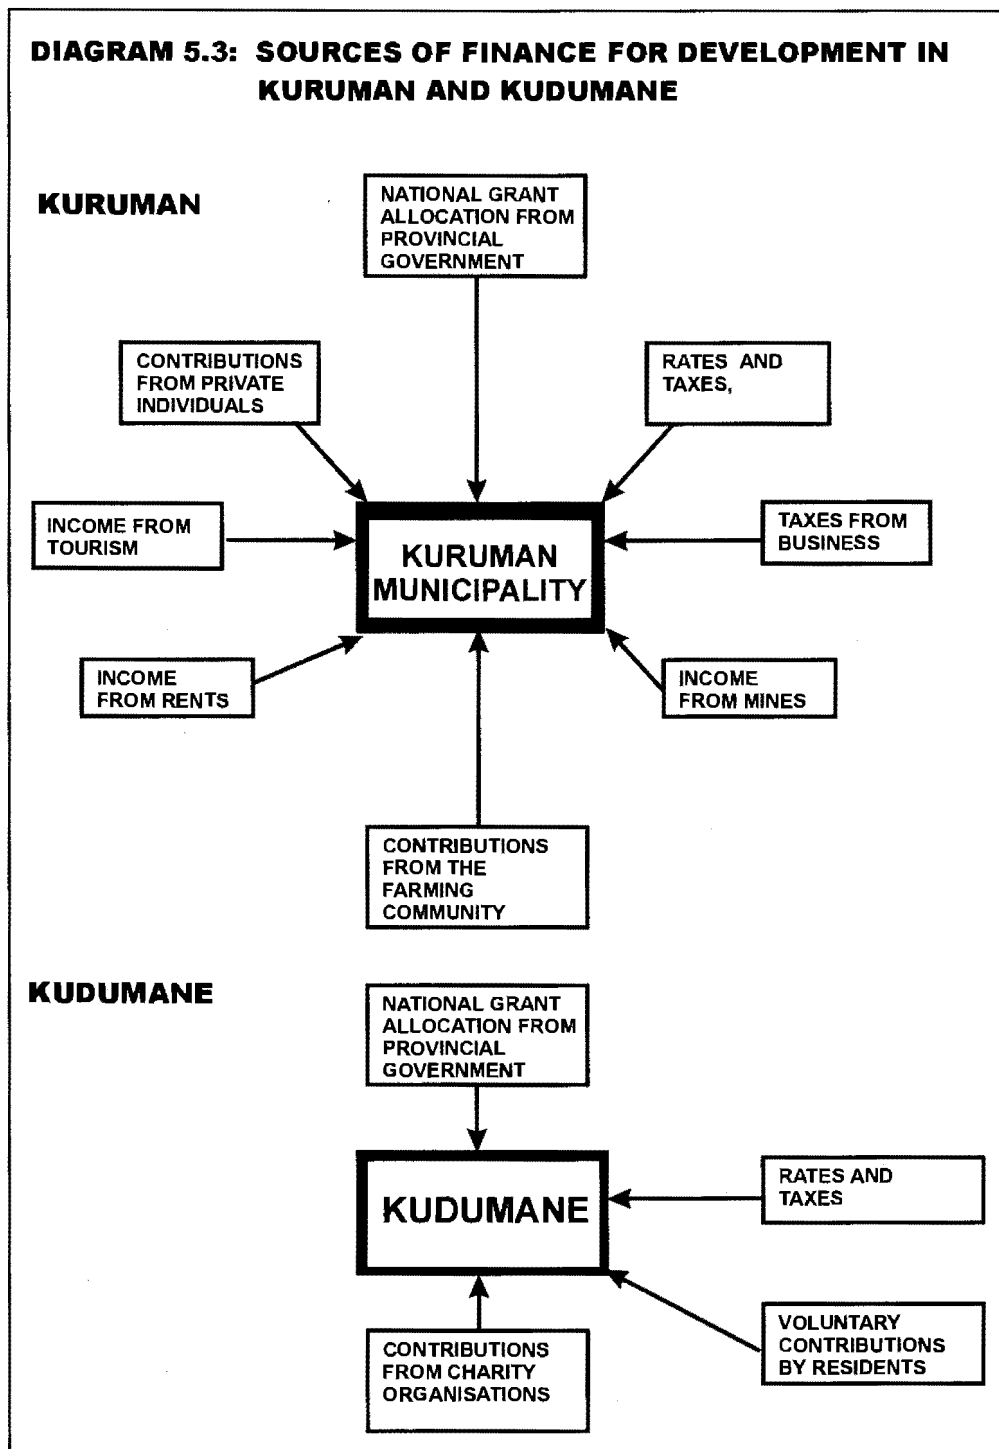 DIAGRAM 5.3: SOURCES OF FINANCE FOR DEVELOPMENT IN
KURUMAN AND KUDUMANE
KURUMAN
NATIONAL GRANT
ALLOCATION FROM
PROVINCIAL
GOVERNMENT
CONTRIBUTIONS
FROM PRIVATE
INDIVIDUALS
RATES AND
TAXES,
INCOME FROM
TOURISM
KURUMAN
MUNICIPALITY
TAXES FROM
BUSINESS
INCOME
FROM RENTS
INCOME
FROM MINES
CONTRIBUTIONS
FROM THE
FARMING
COMMUNITY
KUDUMANE
NATIONAL GRANT
ALLOCATION FROM
PROVINCIAL
GOVERNMENT
KUDUMANE
RATES AND
TAXES
CONTRIBUTIONS
FROM CHARITY
ORGANISATIONS
VOLUNTARY
CONTRIBUTIONS
BY RESIDENTS